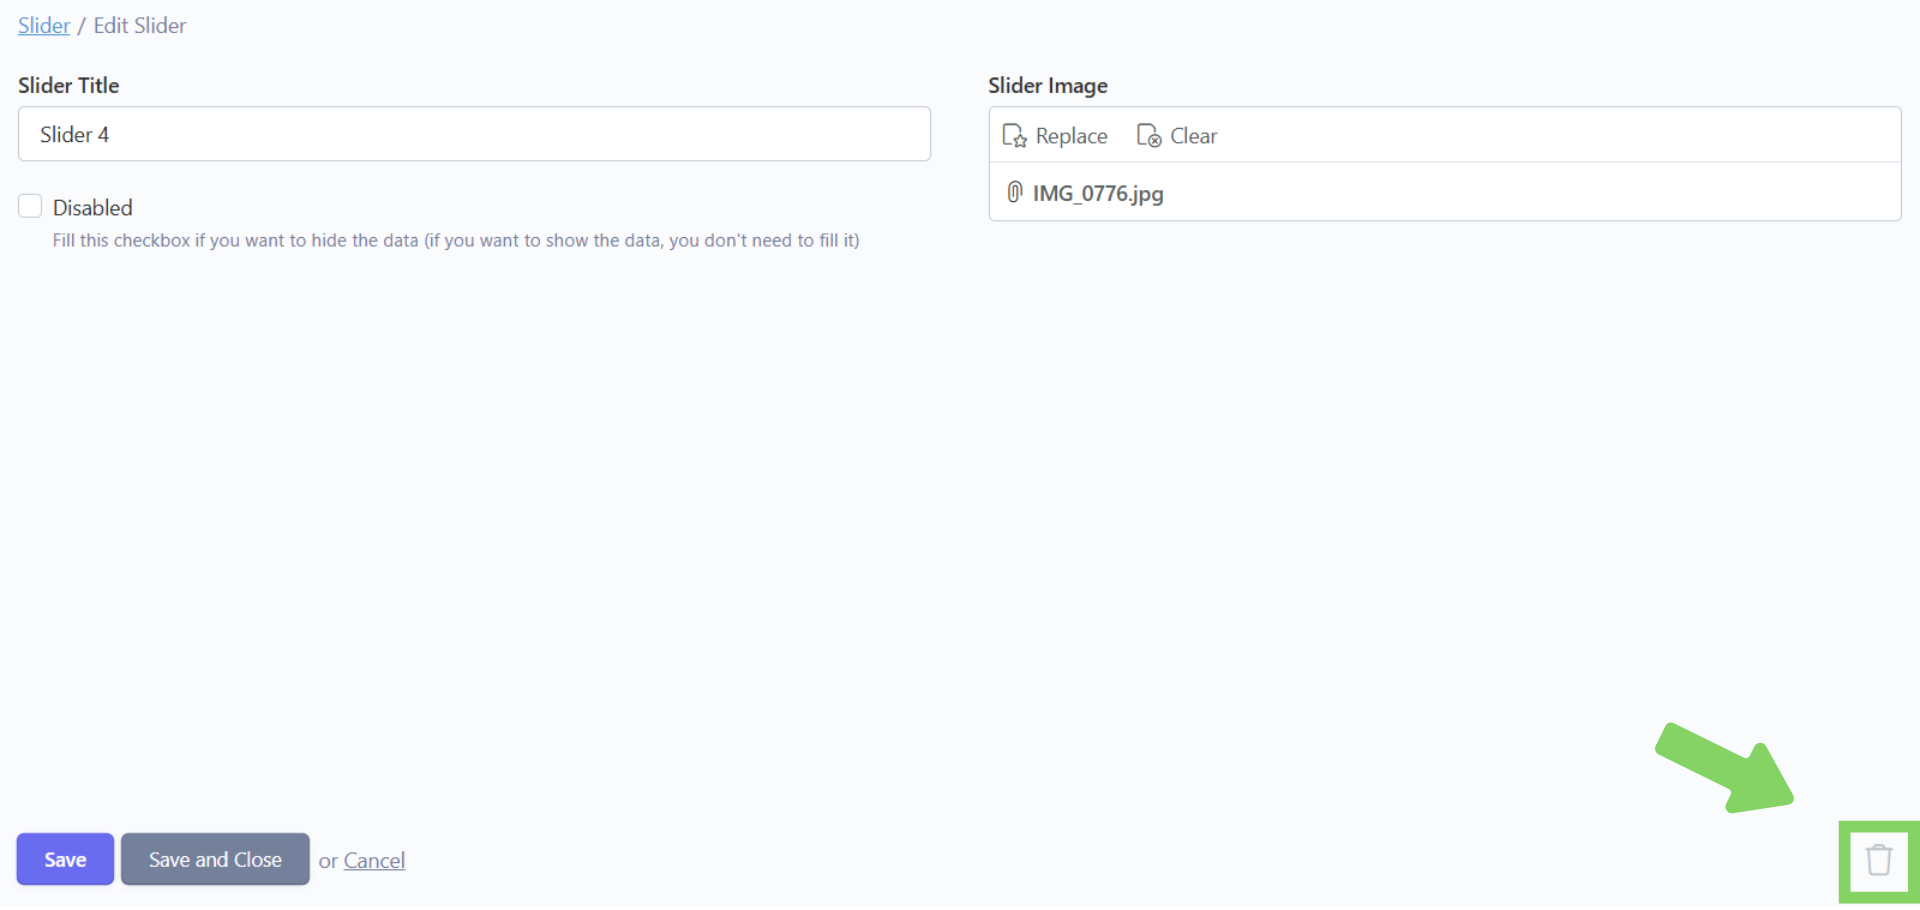 Slider / Edit Slider
Slider Title
Slider 4
Disabled
Fill this checkbox if you want to hide the data (if you want to show the data, you don't need to fill it)
Slider Image
Replace Clear
IMG_0776.jpg
Save Save and Close or Cancel